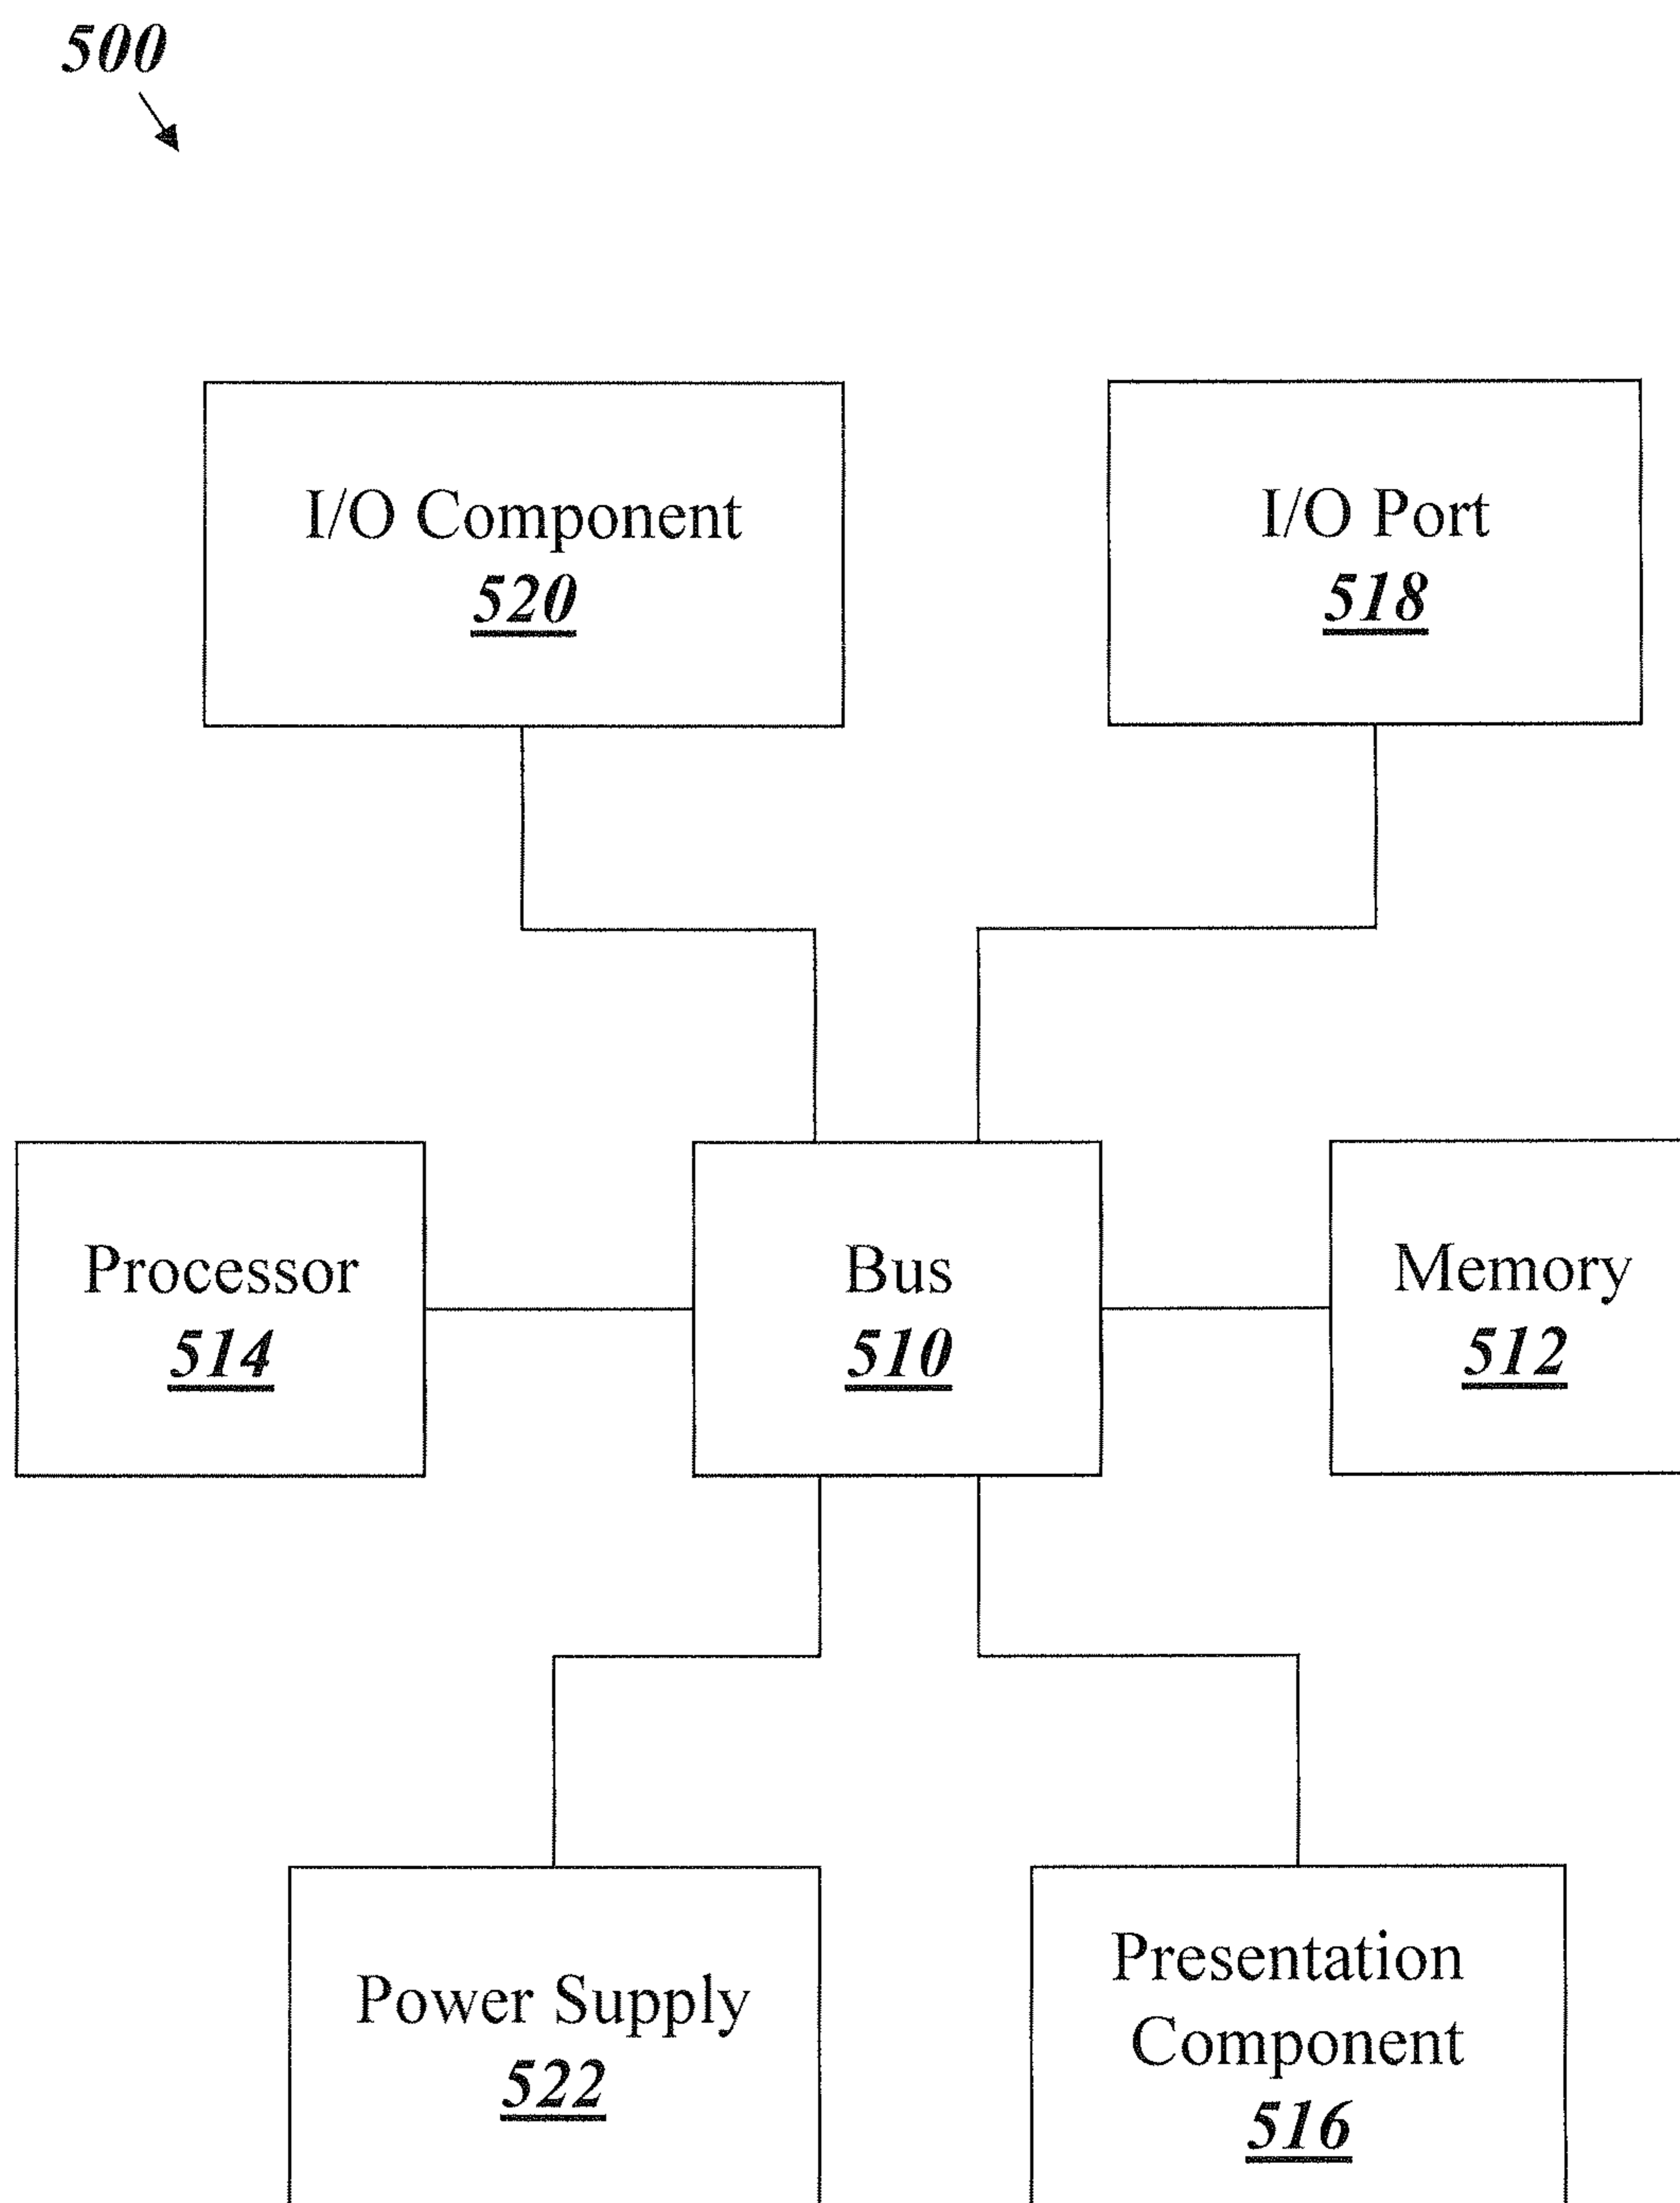 500
I/O Component
520
I/O Port
518
Processor
514
Bus
510
Memory
512
Power Supply
522
Presentation
Component
516